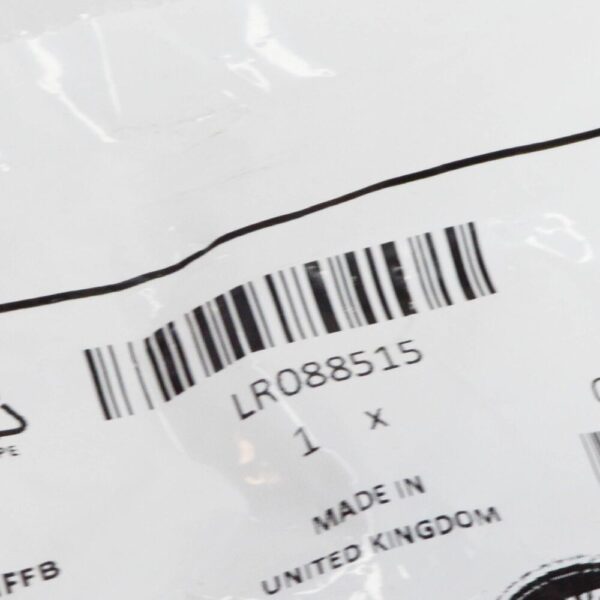 LR088515
1 x
MADE IN
UNITED KINGDOM
FFB